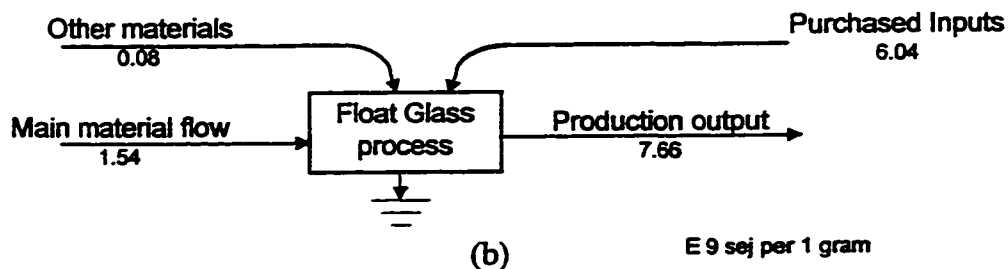 Other materials
0.08
Purchased Inputs
6.04
Main material flow
1.54
Float Glass
process
Production output
7.66
(b)
E 9 sej per 1 gram